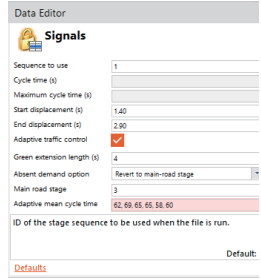 Data Editor
Signals
Sequence to use 1
Cycle time (s)
Maximum cycle time (s)
Start displacement (s) 1.40
End displacement (s) 2.90
Adaptive traffic control
Green extension length (s) 4
Absent demand option Revert to main-road stage
Main road stage 3
Adaptive mean cycle time 62, 69, 65, 65, 58, 60
ID of the stage sequence to be used when the file is run.
Default:
Defaults